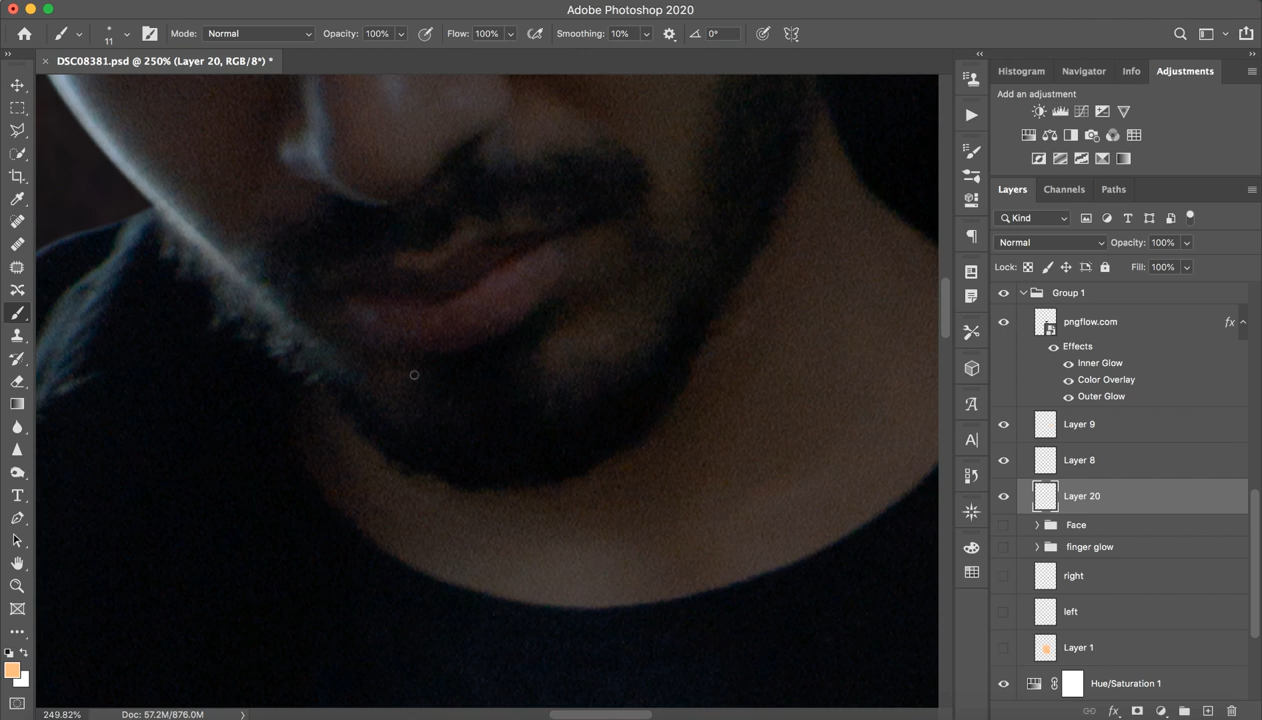 Adobe Photoshop 2020
11
Mode: Normal
Opacity: 100%
Flow: 100%
Smoothing: 10%
0°
DSC08381.psd @ 250% (Layer 20, RGB/8*) *
Histogram
Navigator
Info
Adjustments
Add an adjustment
Layers
Channels
Paths
Kind
Normal
Opacity: 100%
Lock:
Fill: 100%
Group 1
pngflow.com
fx
Effects
Inner Glow
Color Overlay
Outer Glow
Layer 9
Layer 8
Layer 20
Face
finger glow
right
left
Layer 1
Hue/Saturation 1
249.82%
Doc: 57.2M/876.0M
fx